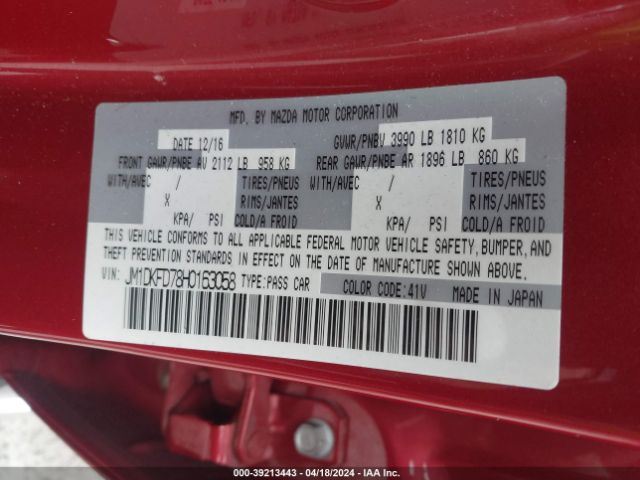 MFD. BY MAZDA MOTOR CORPORATION
DATE 12/16 GVWR/PNBV 3990 LB 1810 KG
FRONT GAWR/PNBE AV 2112 LB 958 KG REAR GAWR/PNBE AR 1896 LB 860 KG
WITH/AVEC / TIRES/PNEUS WITH/AVEC / TIRES/PNEUS
X RIMS/JANTES X RIMS/JANTES
KPA/ PSI COLD/A FROID KPA/ PSI COLD/A FROID
THIS VEHICLE CONFORMS TO ALL APPLICABLE FEDERAL MOTOR VEHICLE SAFETY, BUMPER, AND
THEFT PREVENTION STANDARDS IN EFFECT ON THE DATE OF MANUFACTURE SHOWN ABOVE.
VIN: JM1DKFD78H0153058 TYPE:PASS CAR COLOR CODE:41V MADE IN JAPAN
000-39213443 - 04/18/2024 - IAA Inc.